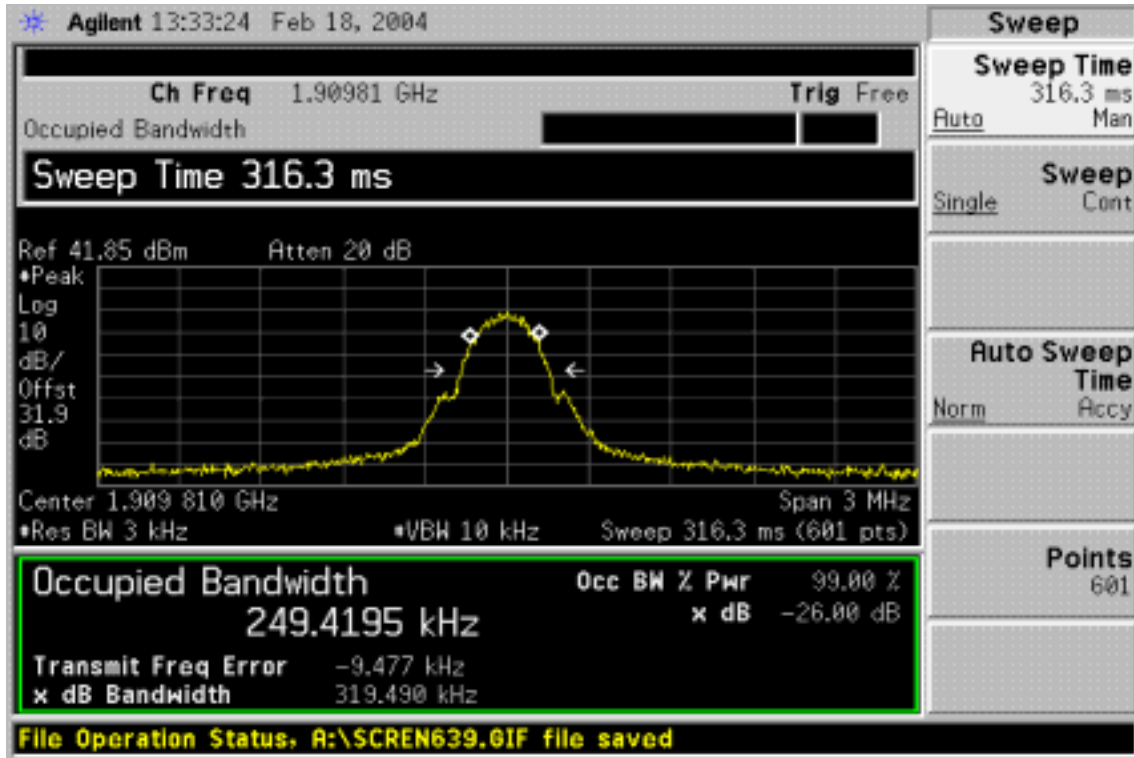 Agilent 13:33:24 Feb 18, 2004
Sweep
Ch Freq 1.90981 GHz Trig Free
Occupied Bandwidth
Sweep Time 316.3 ms
Ref 41.85 dBm Atten 20 dB
•Peak
Log
10
dB/
Offst
31.9
dB
Center 1.909 810 GHz Span 3 MHz
•Res BW 3 kHz •VBW 10 kHz Sweep 316.3 ms (601 pts)
Occupied Bandwidth
249.4195 kHz
Occ BW % Pwr 99.00 %
x dB -26.00 dB
Transmit Freq Error -9.477 kHz
x dB Bandwidth 319.490 kHz
File Operation Status, A:\SCREN639.GIF file saved
Sweep Time
316.3 ms
Auto Man
Sweep
Single Cont
Auto Sweep
Time
Norm Accy
Points
601